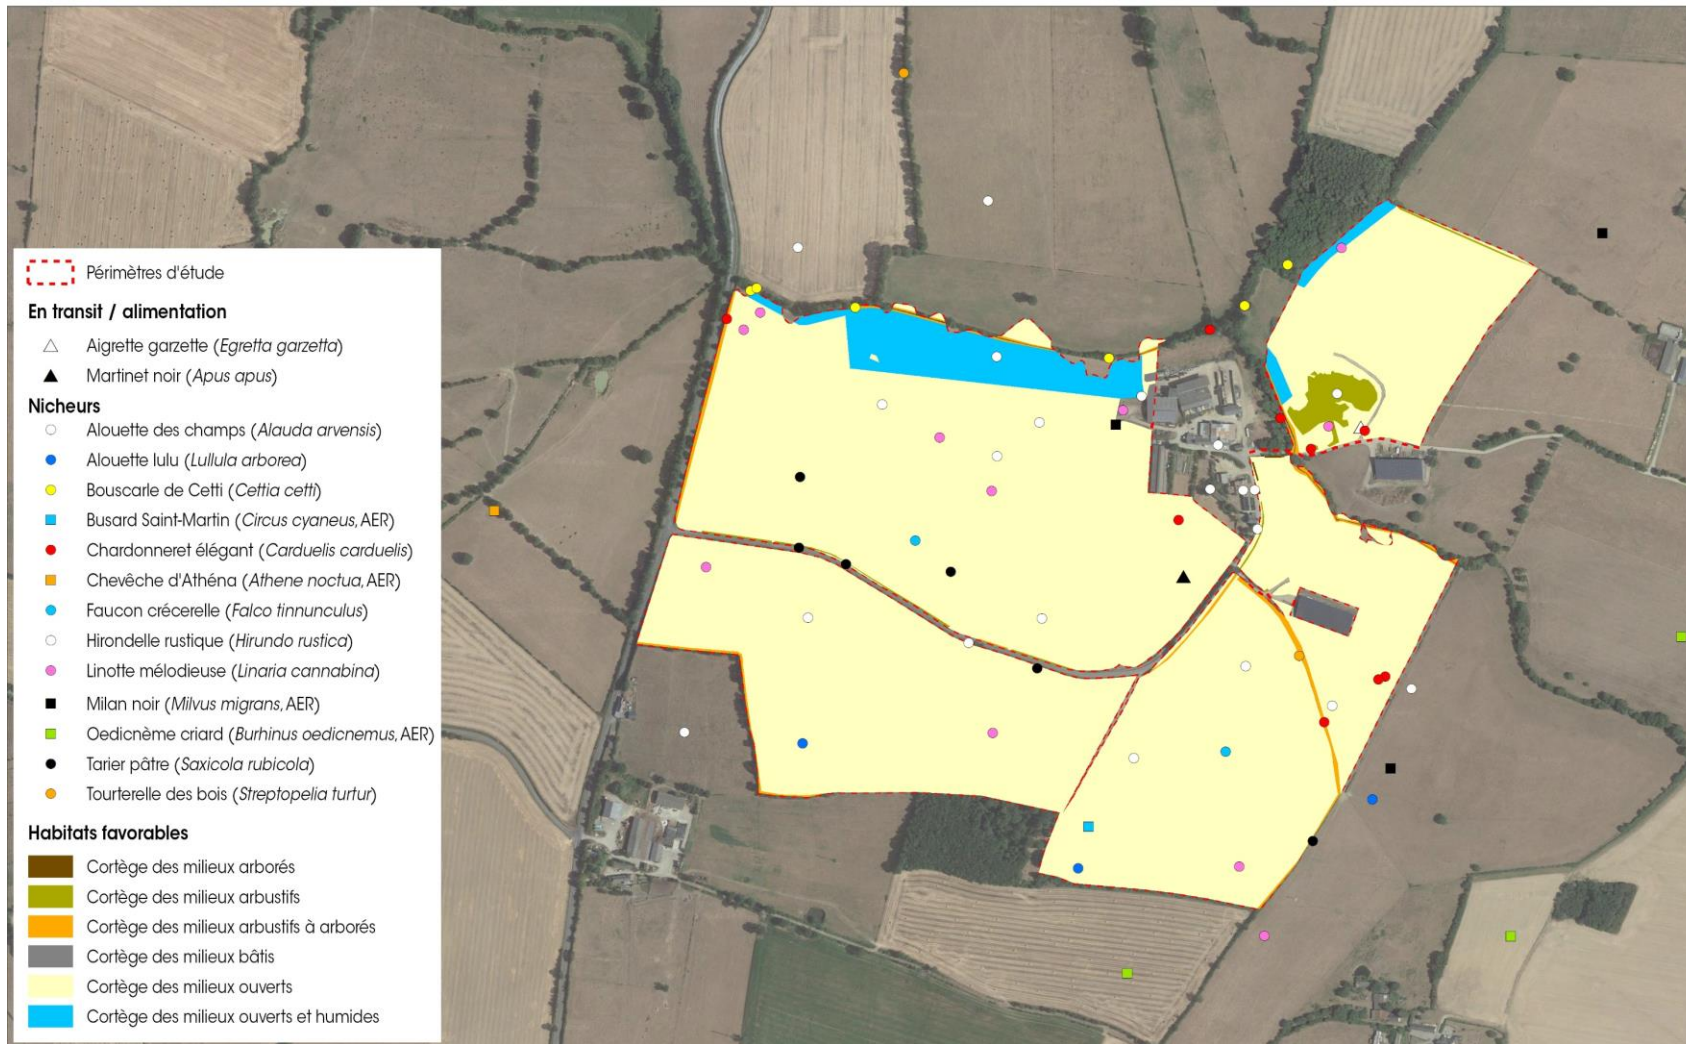 Périmètres d'étude
En transit / alimentation
Aigrette garzette (Egretta garzetta)
Martinet noir (Apus apus)
Nicheurs
Alouette des champs (Alauda arvensis)
Alouette lulu (Lullula arborea)
Bouscarle de Cetti (Cettia cetti)
Busard Saint-Martin (Circus cyaneus, AER)
Chardonneret élégant (Carduelis carduelis)
Chevêche d'Athéna (Athene noctua, AER)
Faucon crécerelle (Falco tinnunculus)
Hirondelle rustique (Hirundo rustica)
Linotte mélodieuse (Linaria cannabina)
Milan noir (Milvus migrans, AER)
Oedicnème criard (Burhinus oedicnemus, AER)
Tarier pâtre (Saxicola rubicola)
Tourterelle des bois (Streptopelia turtur)
Habitats favorables
Cortège des milieux arborés
Cortège des milieux arbustifs
Cortège des milieux arbustifs à arborés
Cortège des milieux bâtis
Cortège des milieux ouverts
Cortège des milieux ouverts et humides